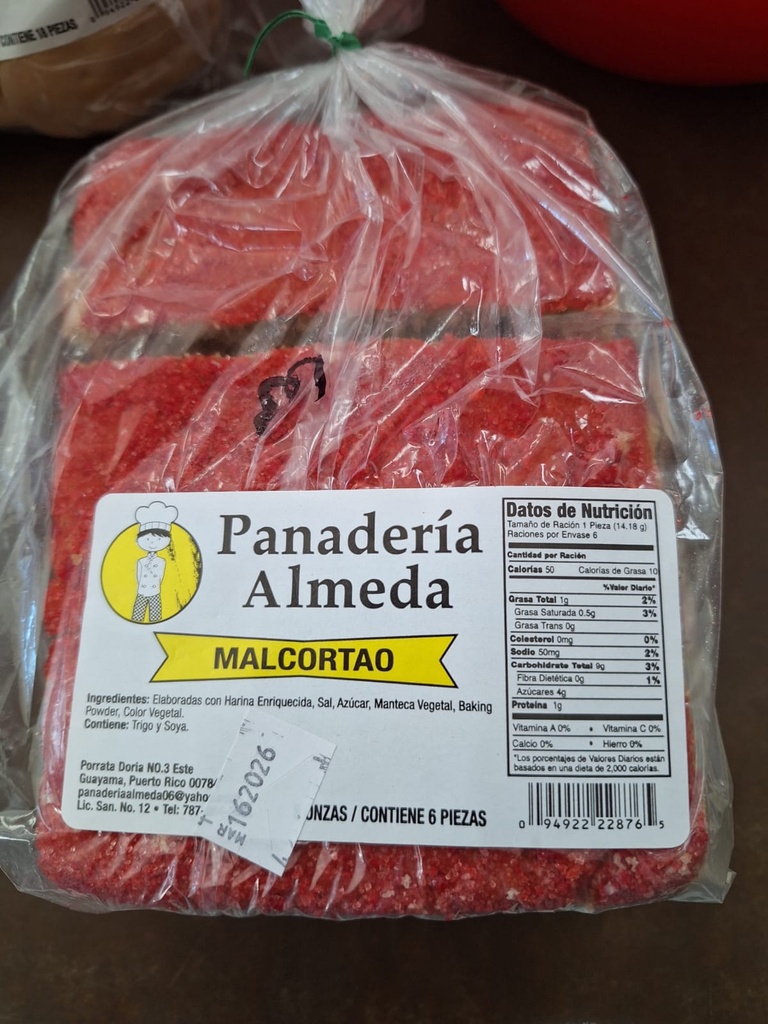 CONTIENE 18 PIEZAS
Panadería
Almeda
MALCORTAO
Ingredientes: Elaboradas con Harina Enriquecida, Sal, Azúcar, Manteca Vegetal, Baking
Powder, Color Vegetal.
Contiene: Trigo y Soya.
Porrata Doria NO.3 Este
Guayama, Puerto Rico 0078
panaderiaalmeda06@yaho
Lic. San. No. 12 • Tel: 787-
MAR 16 2026
ONZAS / CONTIENE 6 PIEZAS
Datos de Nutrición
Tamaño de Ración 1 Pieza (14.18 g)
Raciones por Envase 6
Cantidad por Ración
Calorías 50 Calorías de Grasa 10
%Valor Diario*
Grasa Total 1g 2%
Grasa Saturada 0.5g 3%
Grasa Trans 0g
Colesterol 0mg 0%
Sodio 50mg 2%
Carbohidrato Total 9g 3%
Fibra Dietética 0g 1%
Azúcares 4g
Proteína 1g
Vitamina A 0% • Vitamina C 0%
Calcio 0% • Hierro 0%
*Los porcentajes de Valores Diarios están
basados en una dieta de 2,000 calorías.
0 94922 22876 5